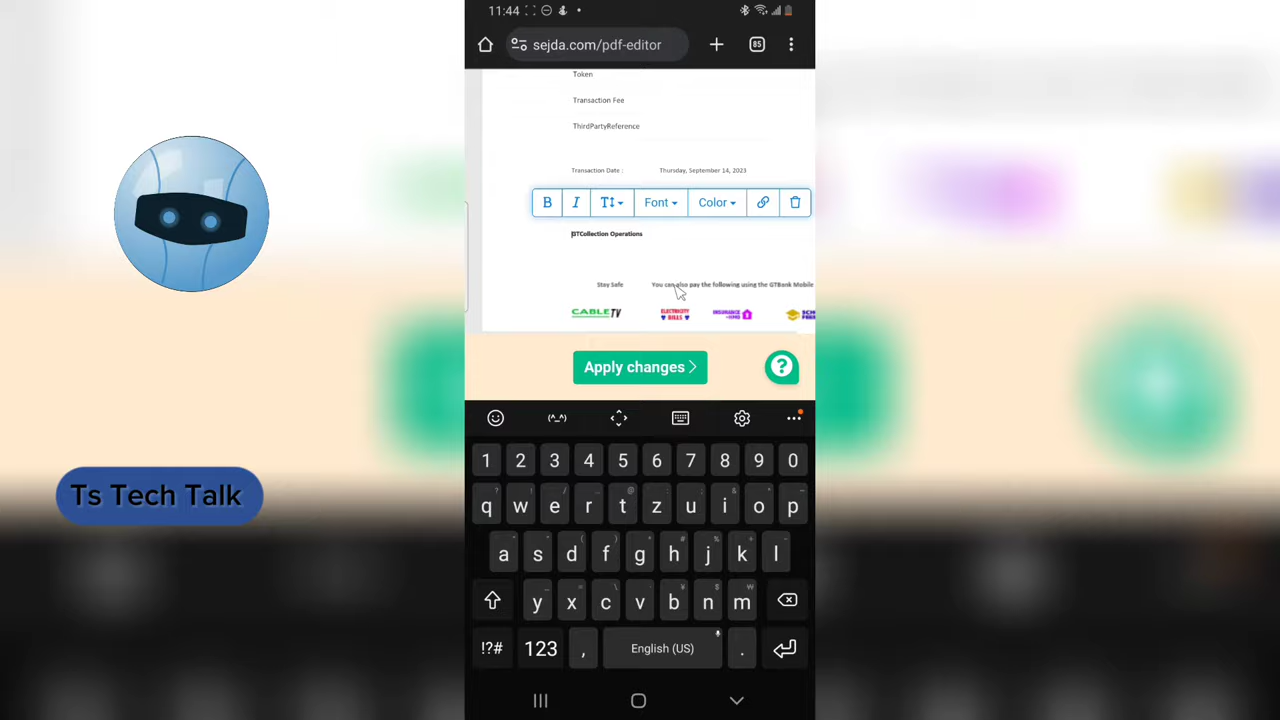 11:44
85
sejda.com/pdf-editor
Token
Transaction Fee
ThirdPartyReference
Transaction Date : Thursday, September 14, 2023
B I T Font Color
GTCollection Operations
Stay Safe You can also pay the following using the GTBank Mobile
CABLE TV ELECTRICITY BILLS INSURANCE
Apply changes
?
(^_^)
1 2 3 4 5 6 7 8 9 0
q w e r t z u i o p
a s d f g h j k l
y x c v b n m
!?# 123 , English (US) .
Ts Tech Talk